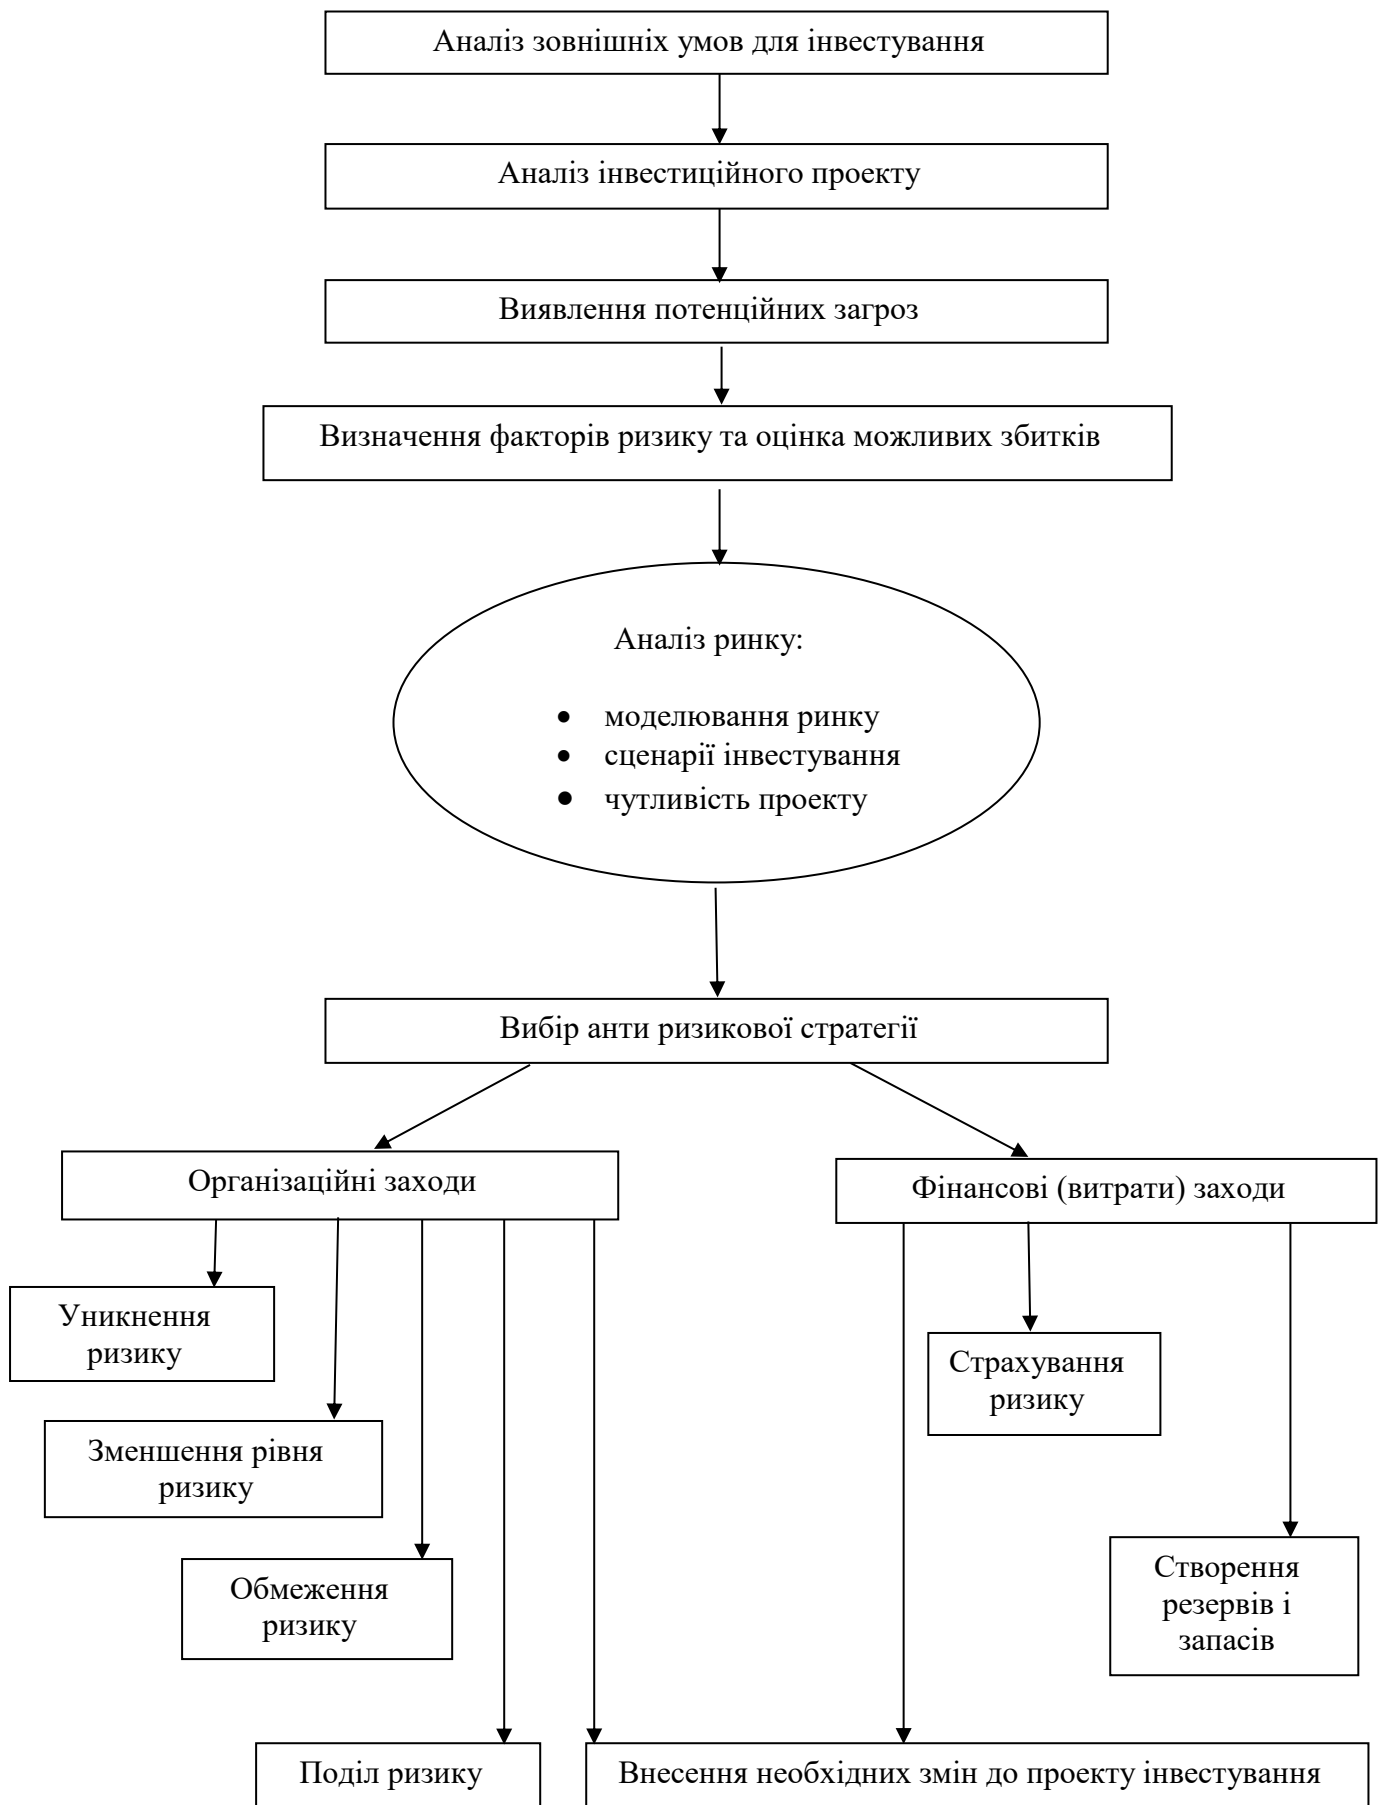 Аналіз зовнішніх умов для інвестування
Аналіз інвестиційного проекту
Виявлення потенційних загроз
Визначення факторів ризику та оцінка можливих збитків
Аналіз ринку:
• моделювання ринку
• сценарії інвестування
• чутливість проекту
Вибір анти ризикової стратегії
Організаційні заходи
Фінансові (витрати) заходи
Уникнення
ризику
Страхування
ризику
Зменшення рівня
ризику
Обмеження
ризику
Створення
резервів і
запасів
Поділ ризику
Внесення необхідних змін до проекту інвестування